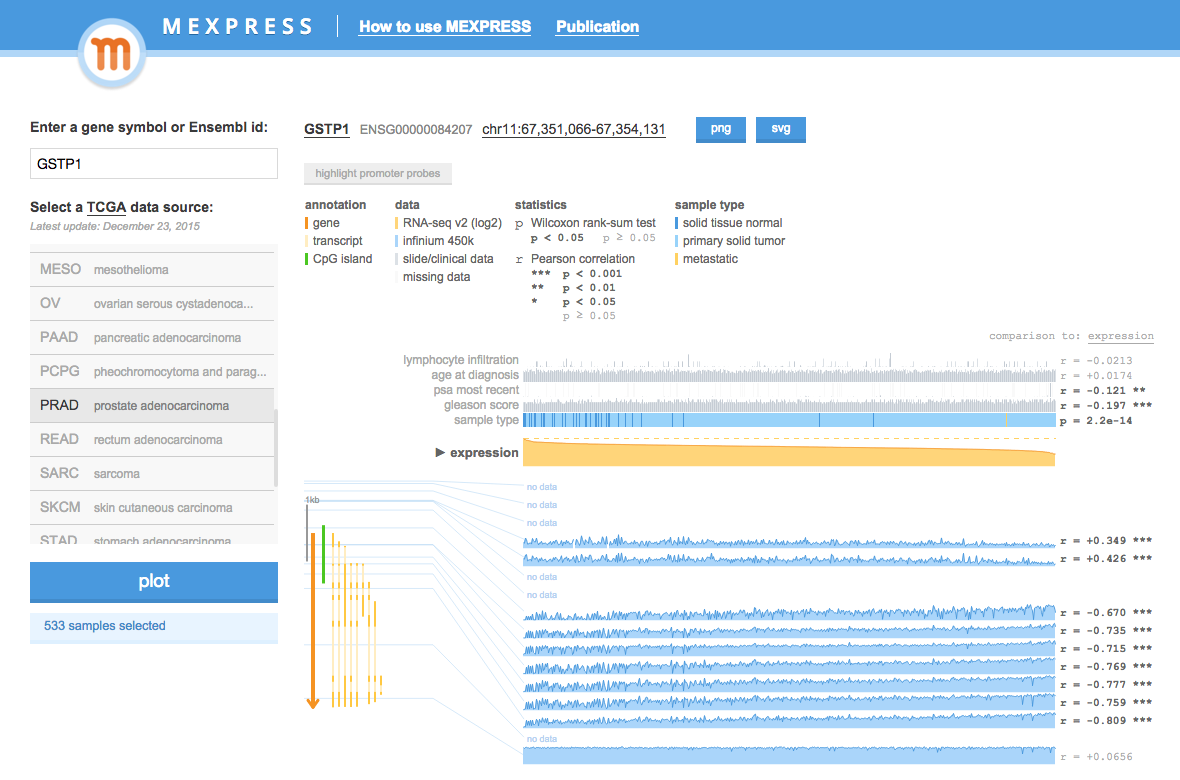 MEXPRESS
How to use MEXPRESS
Publication
m
Enter a gene symbol or Ensembl id:
GSTP1
Select a TCGA data source:
Last update: December 23, 2015
MESO mesothelioma
OV ovarian serous cystadenoca...
PAAD pancreatic adenocarcinoma
PCPG pheochromocytoma and parag...
PRAD prostate adenocarcinoma
READ rectum adenocarcinoma
SARC sarcoma
SKCM skin cutaneous carcinoma
STAD stomach adenocarcinoma
plot
533 samples selected
GSTP1 ENSG00000084207 chr11:67,351,066-67,354,131
png
svg
highlight promoter probes
annotation
gene
transcript
CpG island
data
RNA-seq v2 (log2)
infinium 450k
slide/clinical data
missing data
statistics
p Wilcoxon rank-sum test
p < 0.05 p ≥ 0.05
r Pearson correlation
*** p < 0.001
** p < 0.01
* p < 0.05
p ≥ 0.05
sample type
solid tissue normal
primary solid tumor
metastatic
comparison to: expression
lymphocyte infiltration r = -0.0213
age at diagnosis r = +0.0174
psa most recent r = -0.121 **
gleason score r = -0.197 ***
sample type p = 2.2e-14
▶ expression
1kb
no data
no data
no data
r = +0.349 ***
r = +0.426 ***
no data
no data
r = -0.670 ***
r = -0.735 ***
r = -0.715 ***
r = -0.769 ***
r = -0.777 ***
r = -0.759 ***
r = -0.809 ***
no data
r = +0.0656